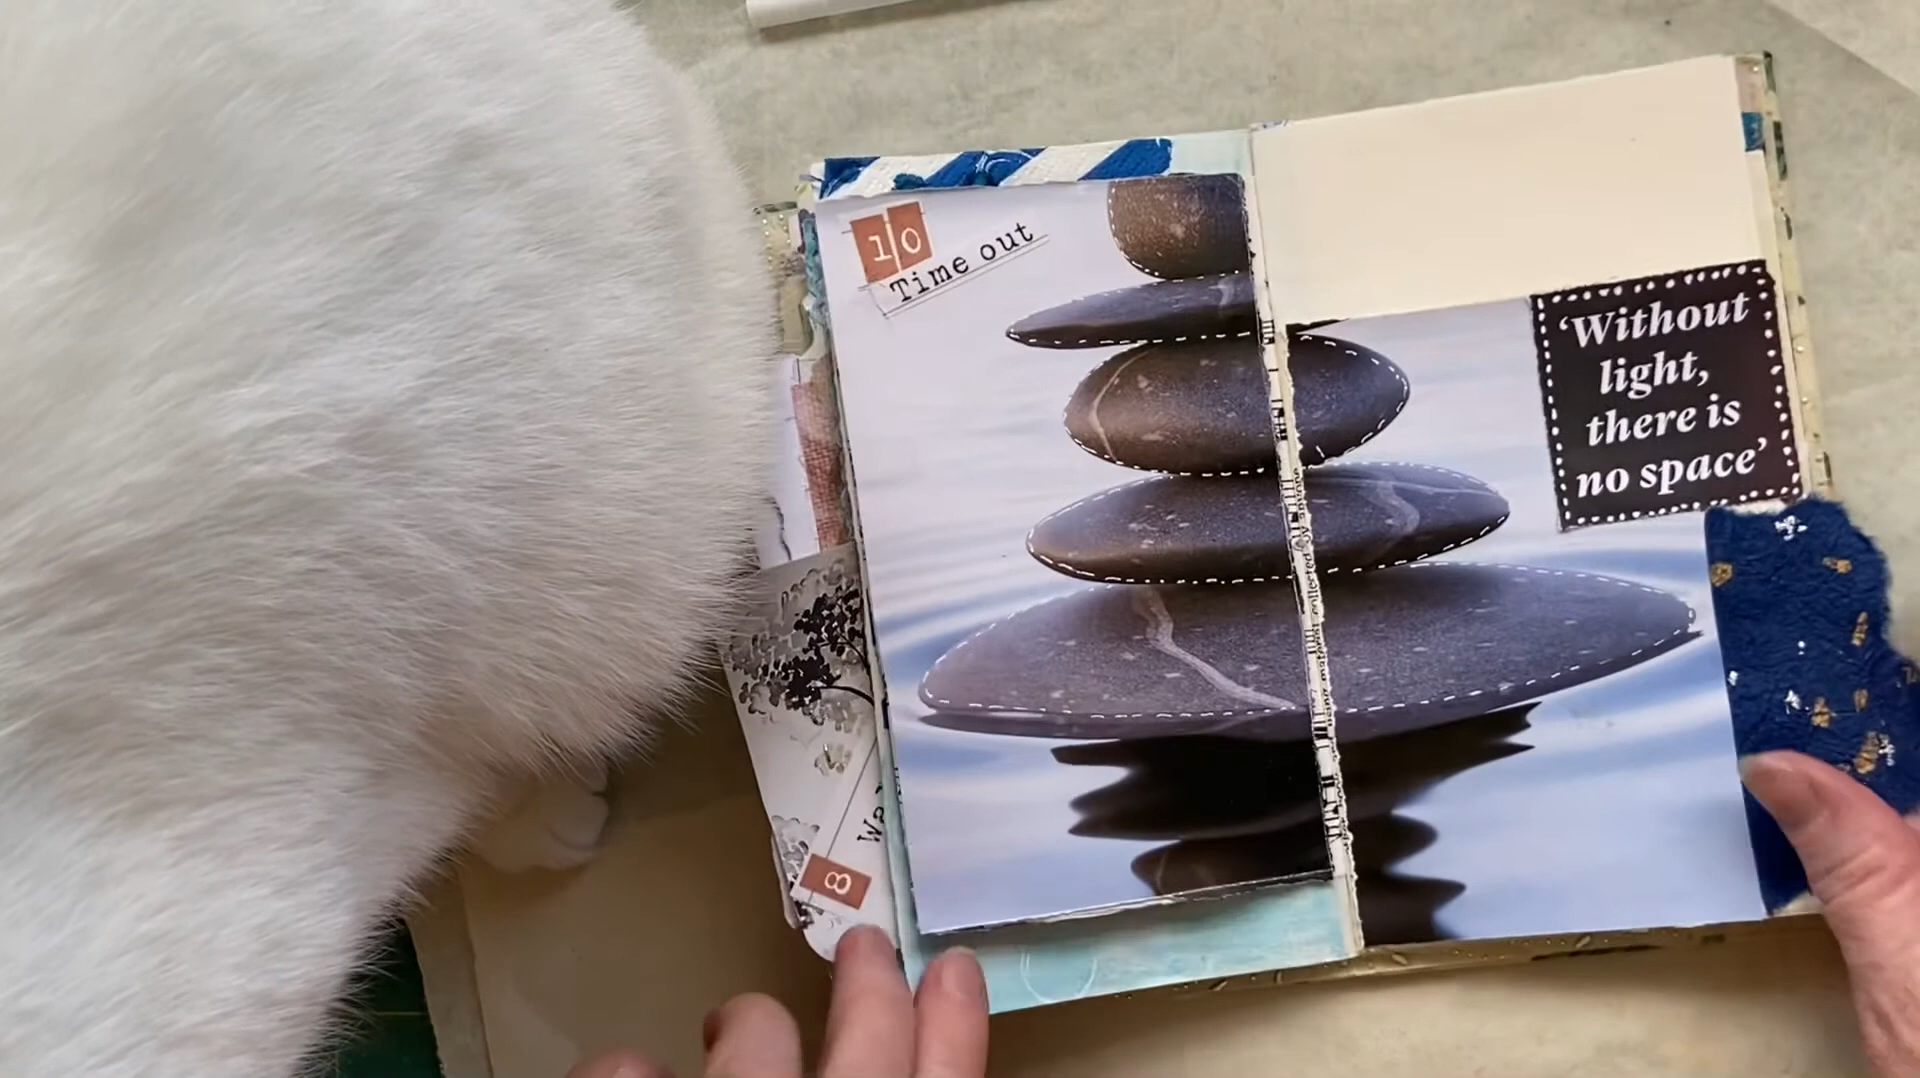 10
Time out
‘Without
light,
there is
no space’
8